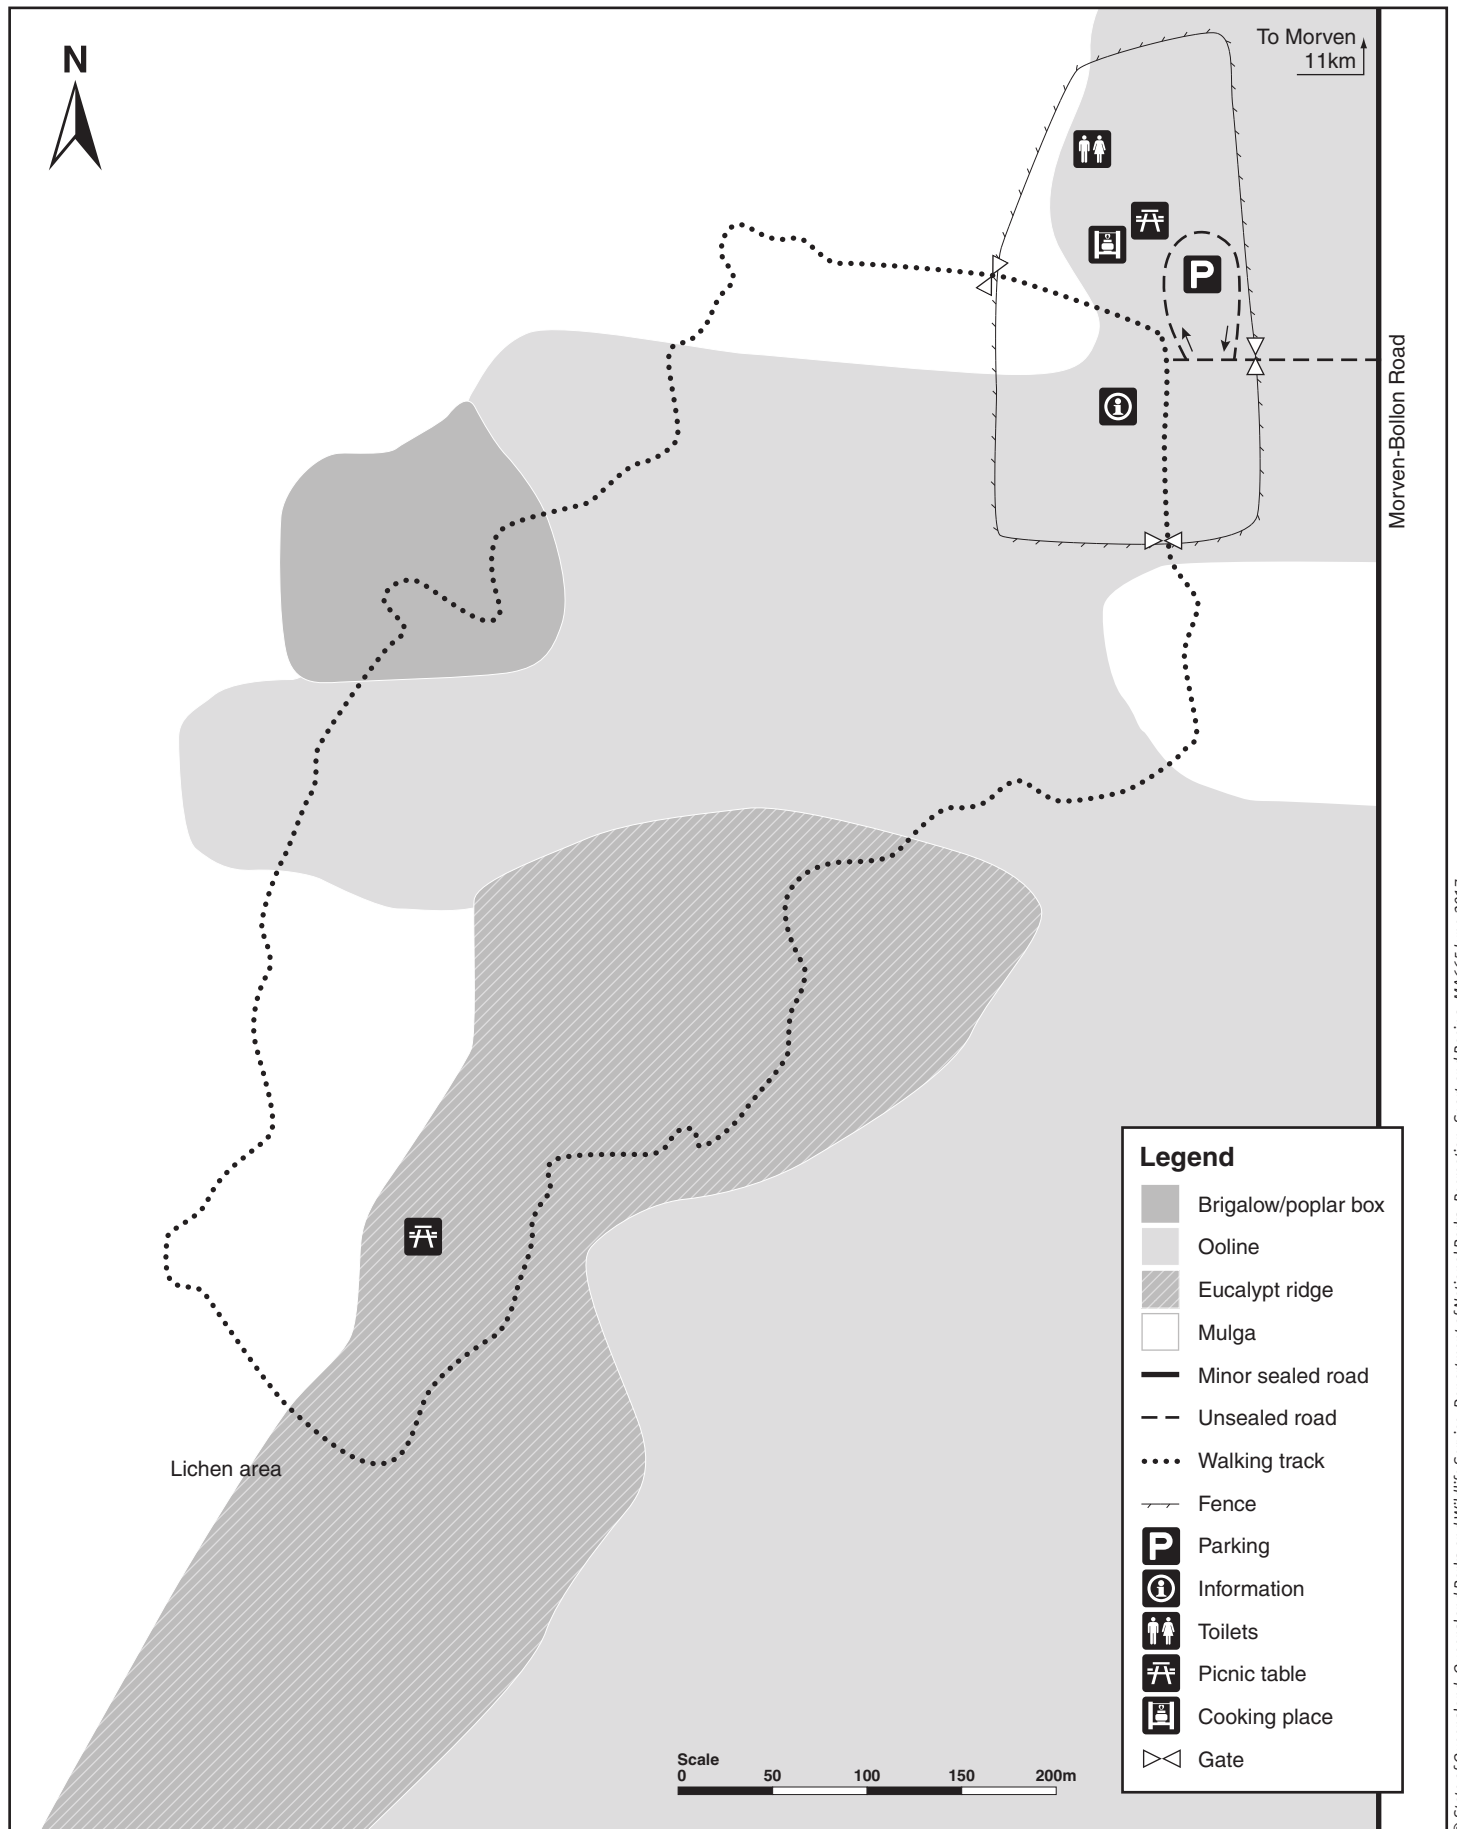 N
To Morven
11km
Morven-Bollon Road
Lichen area
Legend
Brigalow/poplar box
Ooline
Eucalypt ridge
Mulga
Minor sealed road
Unsealed road
Walking track
Fence
P
Parking
Information
Toilets
Picnic table
Cooking place
Gate
P
Scale
0 50 100 150 200m